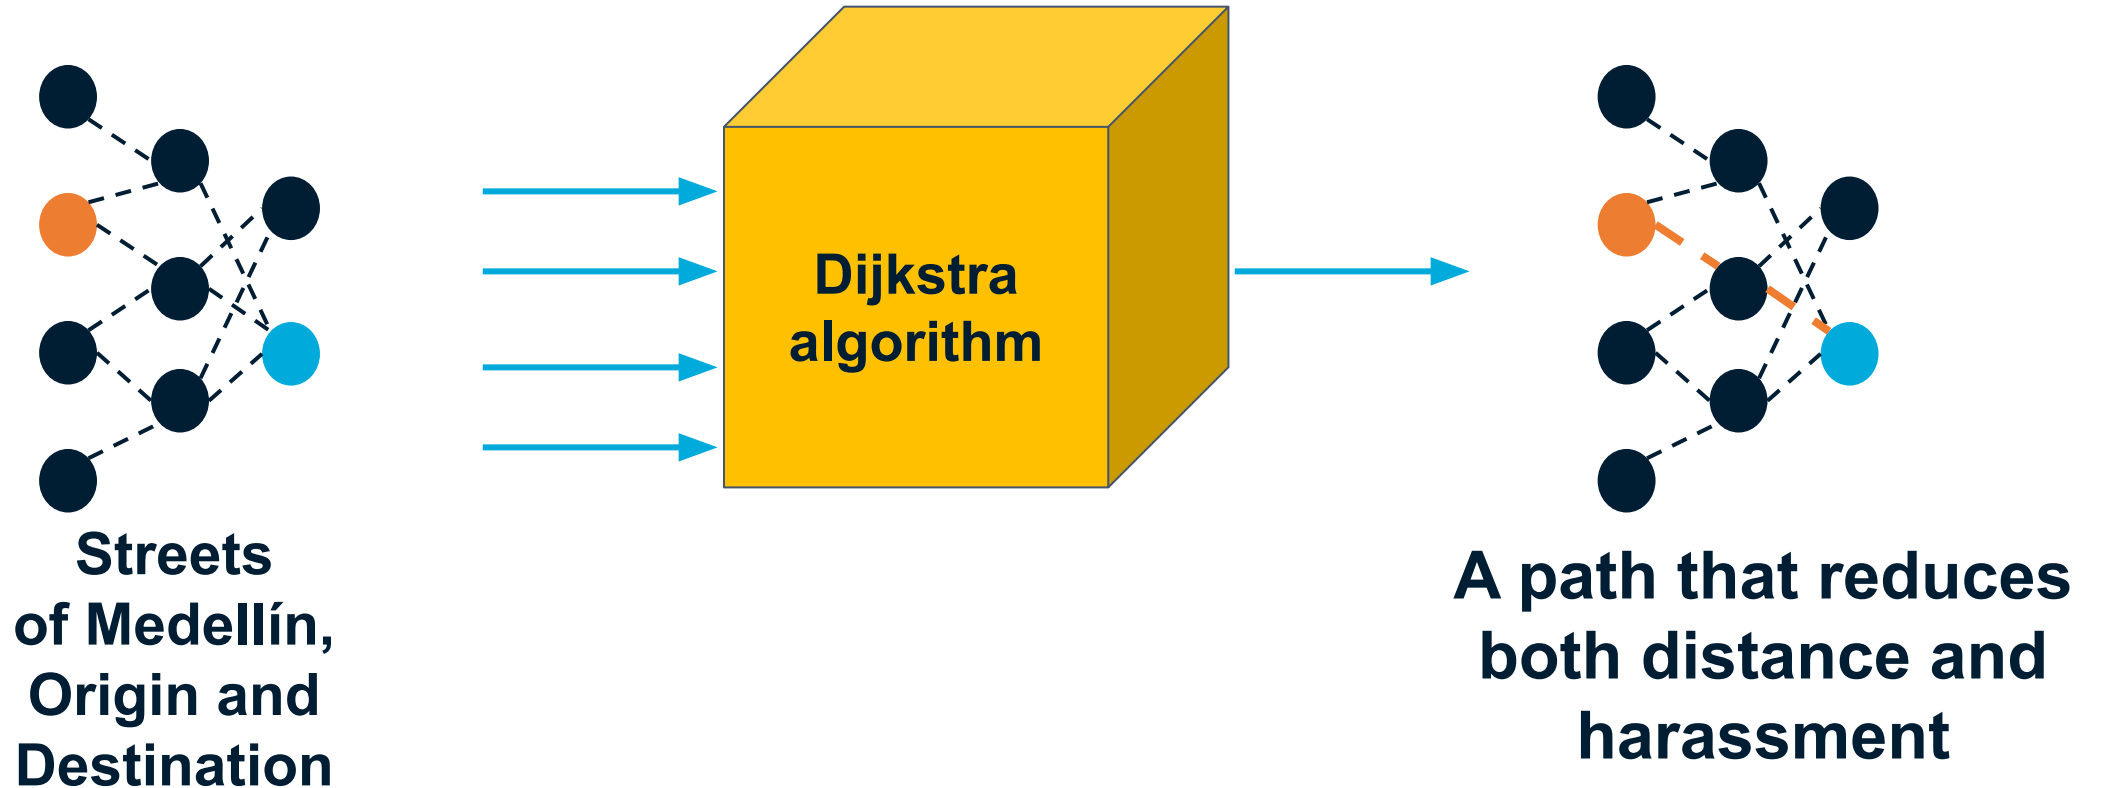 Dijkstra
algorithm
Streets
of Medellín,
Origin and
Destination
A path that reduces
both distance and
harassment